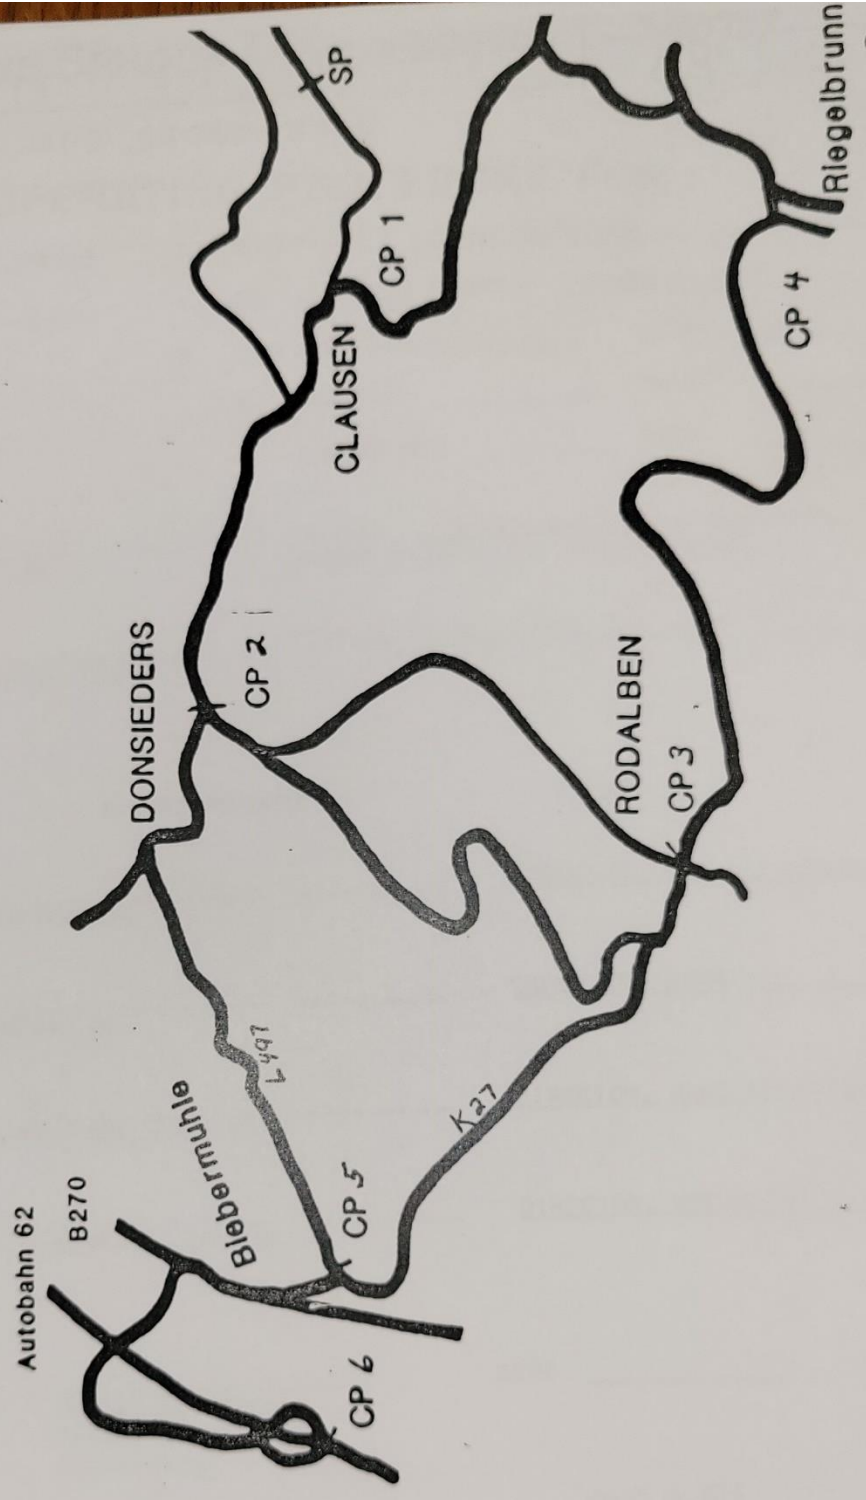 Autobahn 62
B270
Biebermuhle
CP 6
CP 5
L497
K27
DONSIEDERS
CP 2
RODALBEN
CP 3
CLAUSEN
CP 1
SP
CP 4
Riegelbrunn